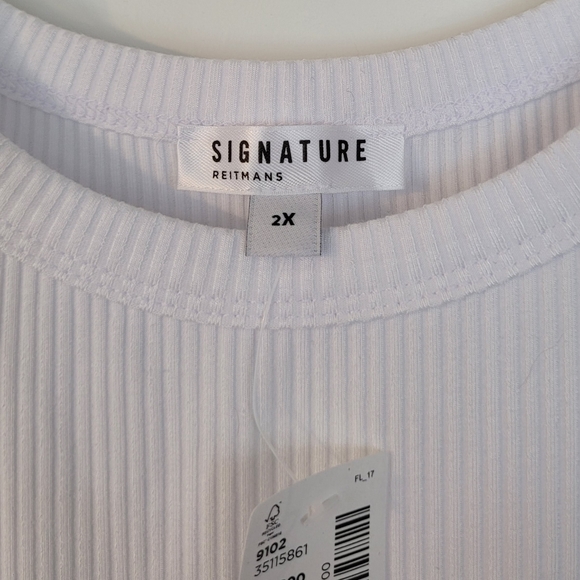 SIGNATURE
REITMANS
2X
FL_17
9102
35115861